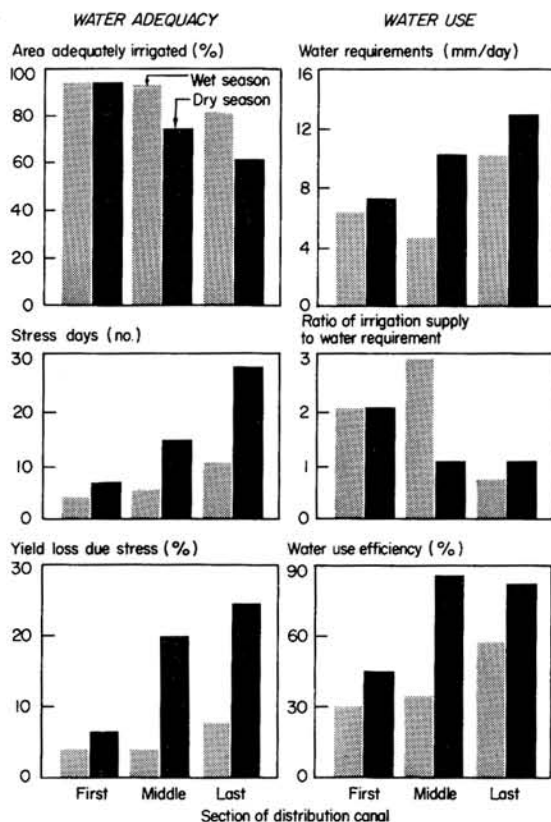 WATER ADEQUACY
WATER USE
Area adequately irrigated (%)
100
80
60
40
20
0
Wet season
Dry season
Water requirements (mm/day)
16
12
8
4
0
Stress days (no.)
30
20
10
0
Ratio of irrigation supply
to water requirement
3
2
1
0
Yield loss due stress (%)
30
20
10
0
Water use efficiency (%)
90
60
30
0
First Middle Last
First Middle Last
Section of distribution canal